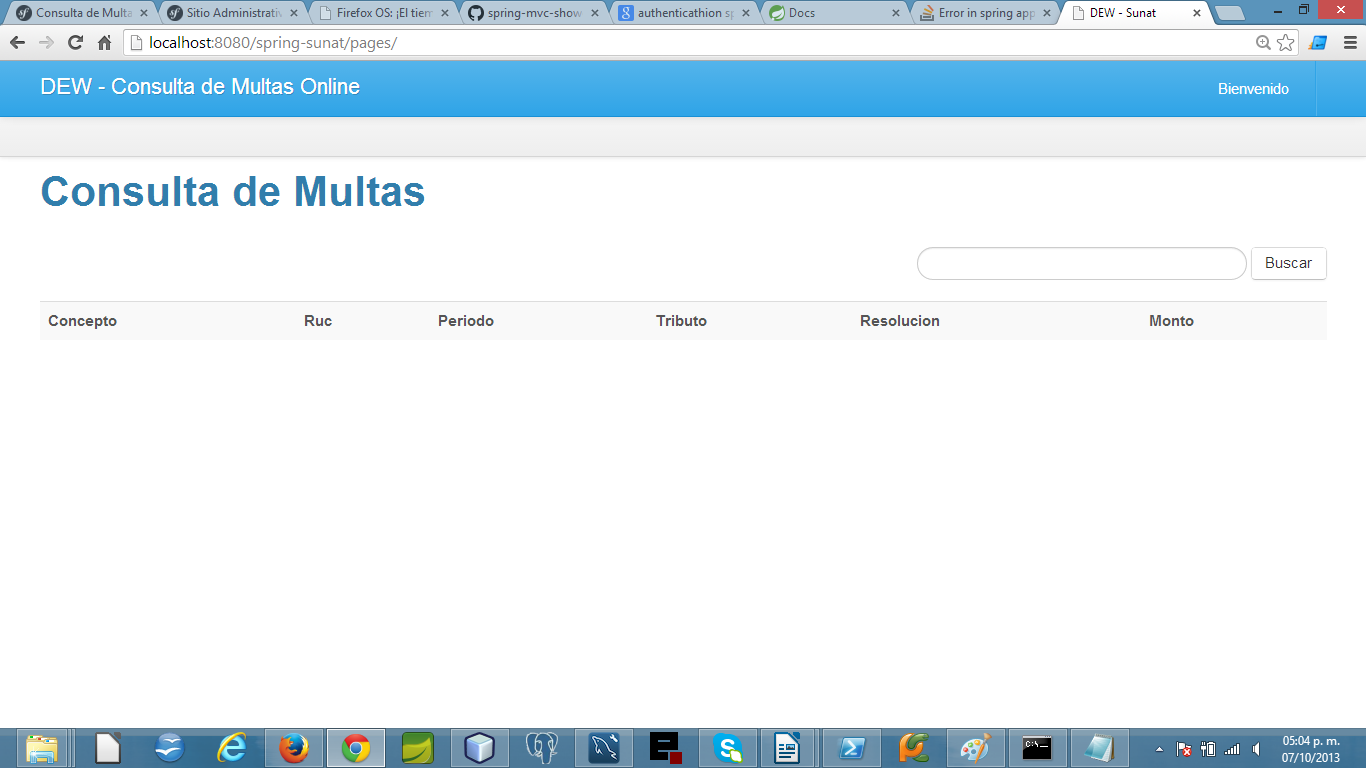 Consulta de Multa
Sitio Administrativ
Firefox OS: ¡El tiem
spring-mvc-show
authenticathion sp
Docs
Error in spring app
DEW - Sunat
localhost:8080/spring-sunat/pages/
DEW - Consulta de Multas Online
Bienvenido
Consulta de Multas
Buscar
Concepto Ruc Periodo Tributo Resolucion Monto
05:04 p. m.
07/10/2013